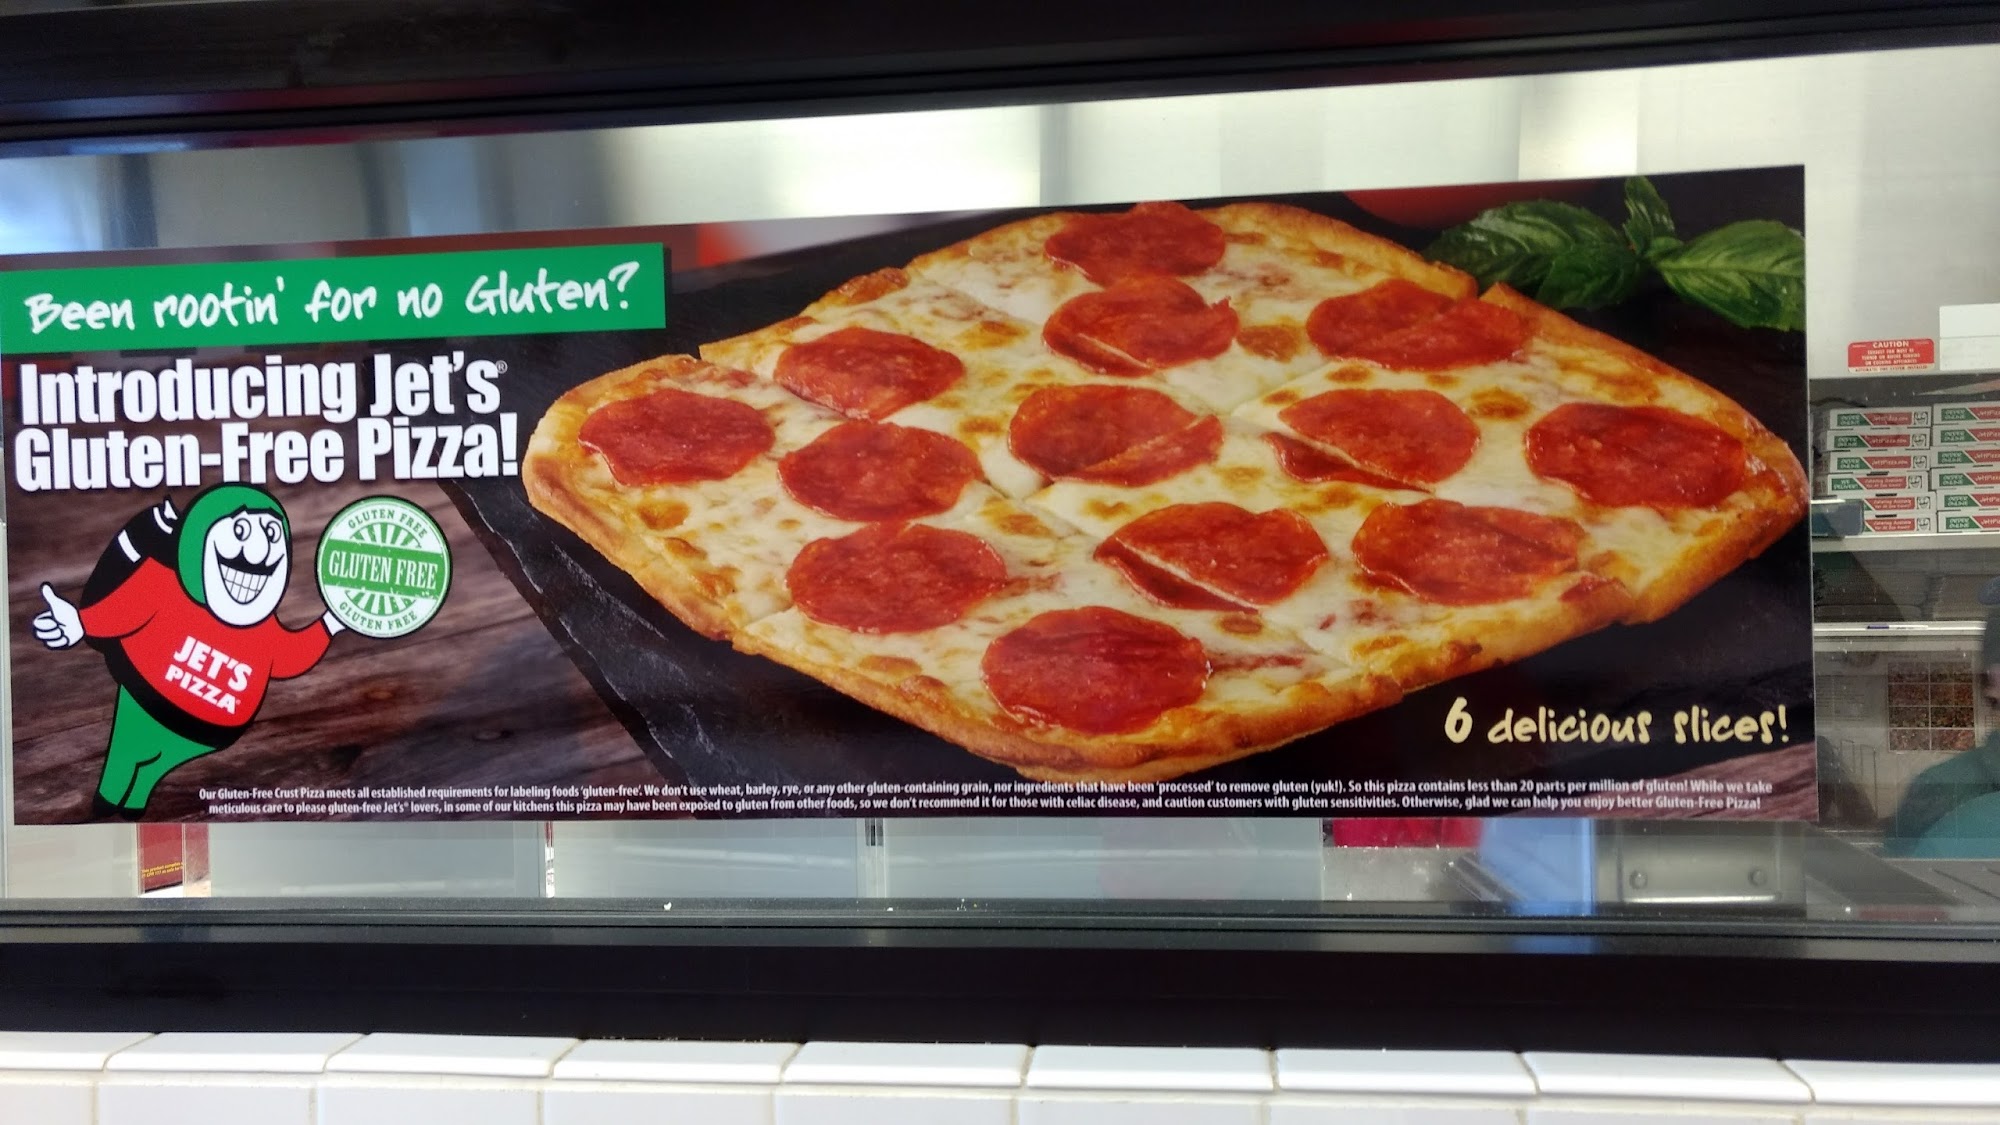 Been rootin' for no Gluten?
Introducing Jet's®
Gluten-Free Pizza!
GLUTEN FREE
GLUTEN FREE
GLUTEN FREE
JET'S
PIZZA
6 delicious slices!
Our Gluten-Free Crust Pizza meets all established requirements for labeling foods 'gluten-free'. We don't use wheat, barley, rye, or any other gluten-containing grain, nor ingredients that have been 'processed' to remove gluten (yuk!). So this pizza contains less than 20 parts per million of gluten! While we take
meticulous care to please gluten-free Jet's® lovers, in some of our kitchens this pizza may have been exposed to gluten from other foods, so we don't recommend it for those with celiac disease, and caution customers with gluten sensitivities. Otherwise, glad we can help you enjoy better Gluten-Free Pizza!
CAUTION